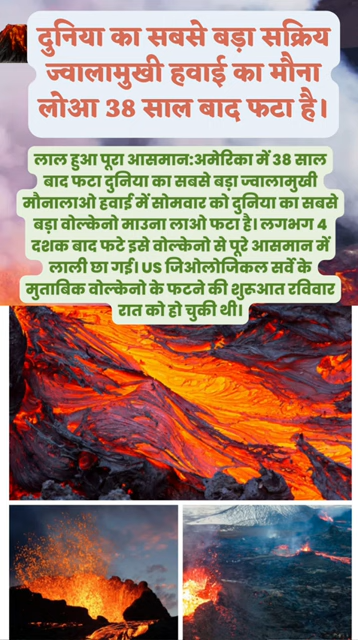 दुनिया का सबसे बड़ा सक्रिय
ज्वालामुखी हवाई का मौना
लोआ 38 साल बाद फटा है।
लाल हुआ पूरा आसमान:अमेरिका में 38 साल
बाद फटा दुनिया का सबसे बड़ा ज्वालामुखी
मौनालाओ हवाई में सोमवार को दुनिया का सबसे
बड़ा वोल्केनो माउना लाओ फटा है। लगभग 4
दशक बाद फटे इसे वोल्केनो से पूरे आसमान में
लाली छा गई। US जिओलोजिकल सर्वे के
मुताबिक वोल्केनो के फटने की शुरूआत रविवार
रात को हो चुकी थी।